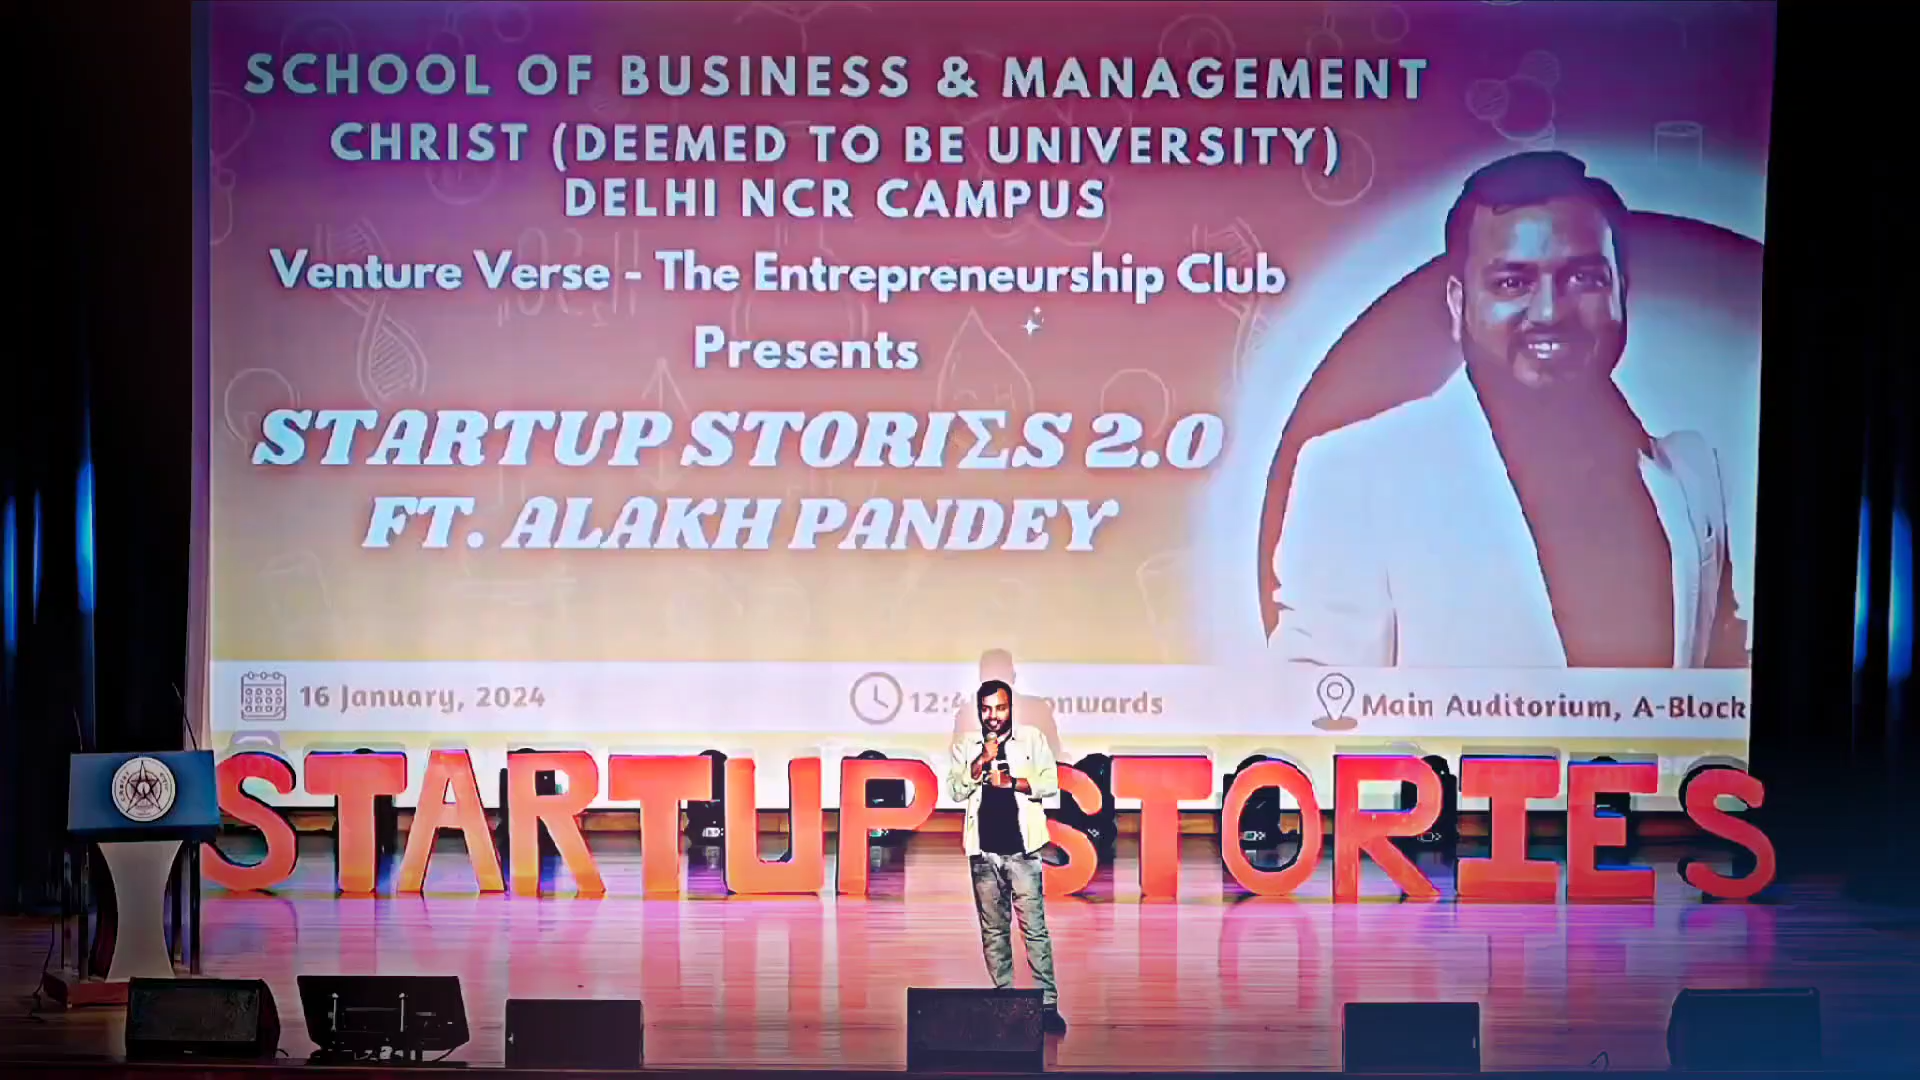 SCHOOL OF BUSINESS & MANAGEMENT
CHRIST (DEEMED TO BE UNIVERSITY)
DELHI NCR CAMPUS
Venture Verse - The Entrepreneurship Club
Presents
STARTUP STORIΣS 2.0
FT. ALAKH PANDEY
16 January, 2024
onwards
Main Auditorium, A-Block
STARTUP STORIES